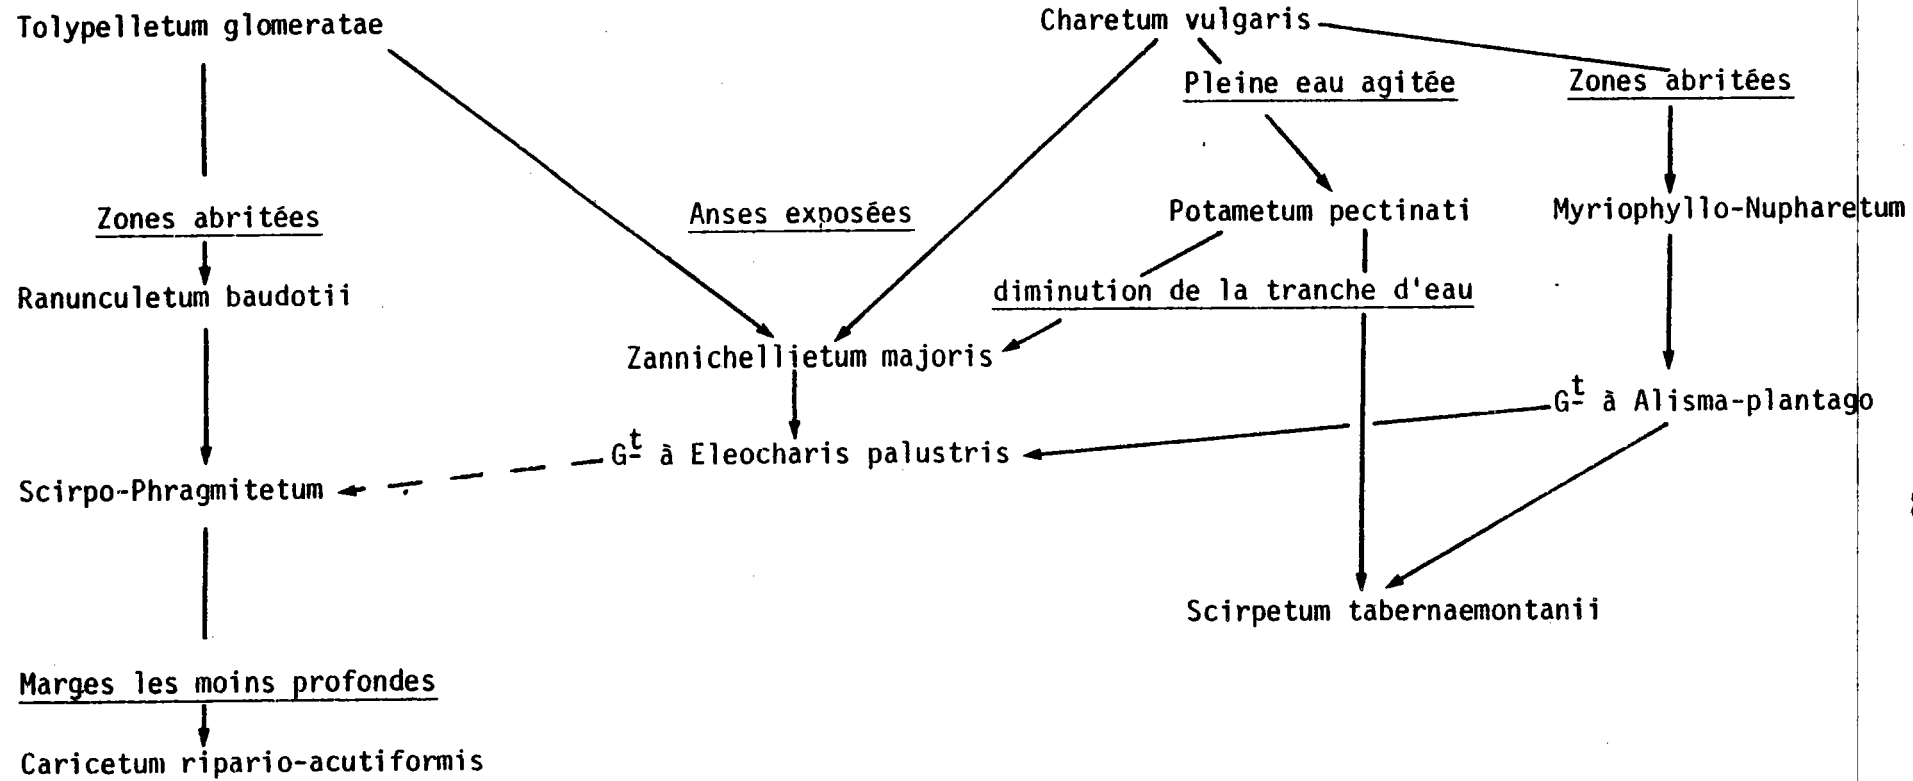 Tolypelletum glomeratae
Charetum vulgaris
Pleine eau agitée
Zones abritées
Zones abritées
Anses exposées
Potametum pectinati
Myriophyllo-Nupharetum
Ranunculetum baudotii
diminution de la tranche d'eau
Zannichellietum majoris
Gt à Alisma-plantago
Gt à Eleocharis palustris
Scirpo-Phragmitetum
Scirpetum tabernaemontanii
Marges les moins profondes
Caricetum ripario-acutiformis